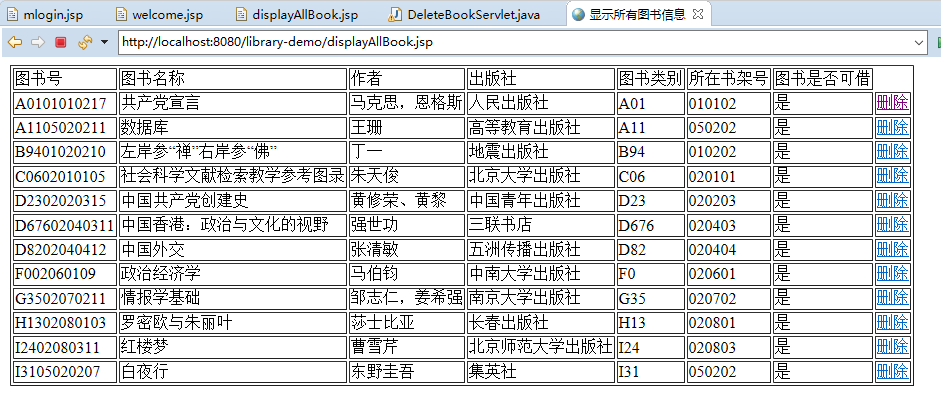 mlogin.jsp welcome.jsp displayAllBook.jsp DeleteBookServlet.java 显示所有图书信息
http://localhost:8080/library-demo/displayAllBook.jsp
图书号 图书名称 作者 出版社 图书类别 所在书架号 图书是否可借
A0101010217 共产党宣言 马克思，恩格斯 人民出版社 A01 010102 是 删除
A1105020211 数据库 王珊 高等教育出版社 A11 050202 是 删除
B9401020210 左岸参“禅”右岸参“佛” 丁一 地震出版社 B94 010202 是 删除
C0602010105 社会科学文献检索教学参考图录 朱天俊 北京大学出版社 C06 020101 是 删除
D2302020315 中国共产党创建史 黄修荣、黄黎 中国青年出版社 D23 020203 是 删除
D67602040311 中国香港：政治与文化的视野 强世功 三联书店 D676 020403 是 删除
D8202040412 中国外交 张清敏 五洲传播出版社 D82 020404 是 删除
F002060109 政治经济学 马伯钧 中南大学出版社 F0 020601 是 删除
G3502070211 情报学基础 邹志仁，姜希强 南京大学出版社 G35 020702 是 删除
H1302080103 罗密欧与朱丽叶 莎士比亚 长春出版社 H13 020801 是 删除
I2402080311 红楼梦 曹雪芹 北京师范大学出版社 I24 020803 是 删除
I3105020207 白夜行 东野圭吾 集英社 I31 050202 是 删除